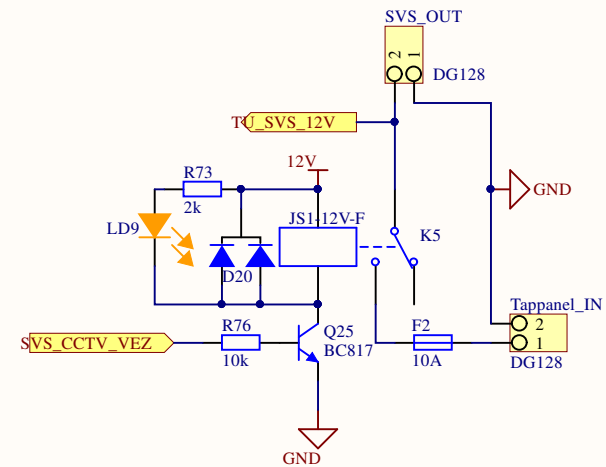 SVS_OUT
2
1
DG128
TU_SVS_12V
12V
R73
2k
GND
JS1-12V-F
LD9
K5
D20
Tappanel_IN
R76
Q25
F2
2
SVS_CCTV_VEZ
BC817
1
10k
10A
DG128
GND